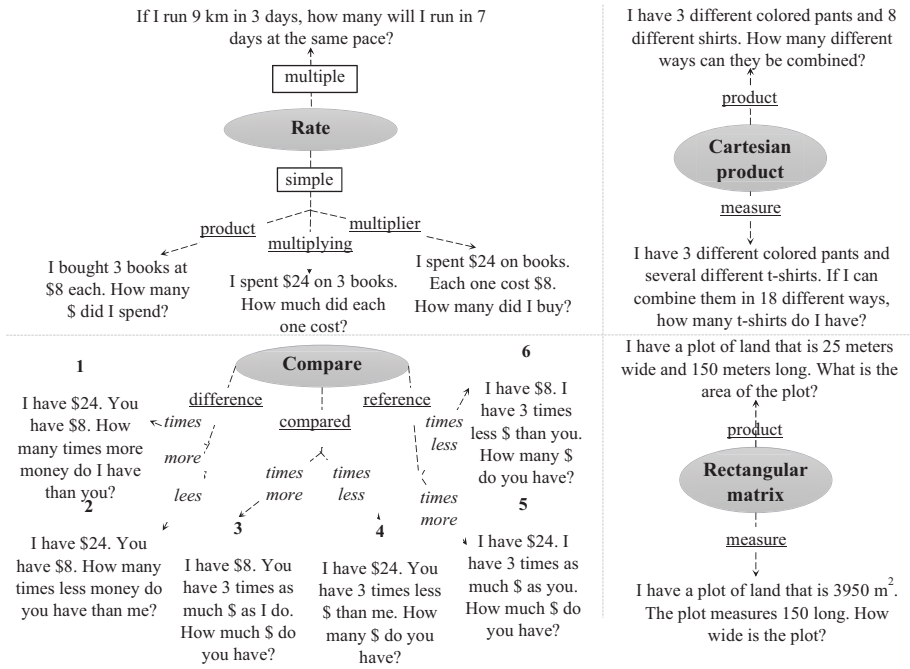 If I run 9 km in 3 days, how many will I run in 7
days at the same pace?
multiple
Rate
simple
product
multiplying
multiplier
I bought 3 books at
$8 each. How many
$ did I spend?
I spent $24 on 3 books.
How much did each
one cost?
I spent $24 on books.
Each one cost $8.
How many did I buy?
I have 3 different colored pants and 8
different shirts. How many different
ways can they be combined?
product
Cartesian
product
measure
I have 3 different colored pants and
several different t-shirts. If I can
combine them in 18 different ways,
how many t-shirts do I have?
Compare
difference
compared
reference
1
I have $24. You
have $8. How
many times more
money do I have
than you?
times
more
lees
2
I have $24. You
have $8. How many
times less money do
you have than me?
times
more
3
I have $8. You
have 3 times as
much $ as I do.
How much $ do
you have?
times
less
4
I have $24. You
have 3 times less
$ than me. How
many $ do you
have?
times
less
6
I have $8. I
have 3 times
less $ than you.
How many $
do you have?
times
more
5
I have $24. I
have 3 times as
much $ as you.
How much $ do
you have?
I have a plot of land that is 25 meters
wide and 150 meters long. What is the
area of the plot?
product
Rectangular
matrix
measure
I have a plot of land that is 3950 m².
The plot measures 150 long. How
wide is the plot?